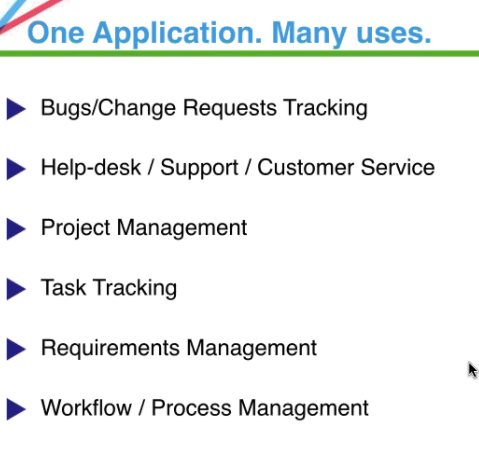 One Application. Many uses.
Bugs/Change Requests Tracking
Help-desk / Support / Customer Service
Project Management
Task Tracking
Requirements Management
Workflow / Process Management